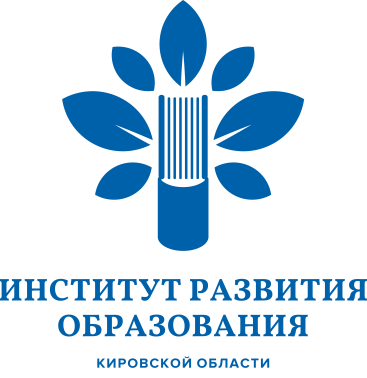 ИНСТИТУТ РАЗВИТИЯ
ОБРАЗОВАНИЯ
КИРОВСКОЙ ОБЛАСТИ